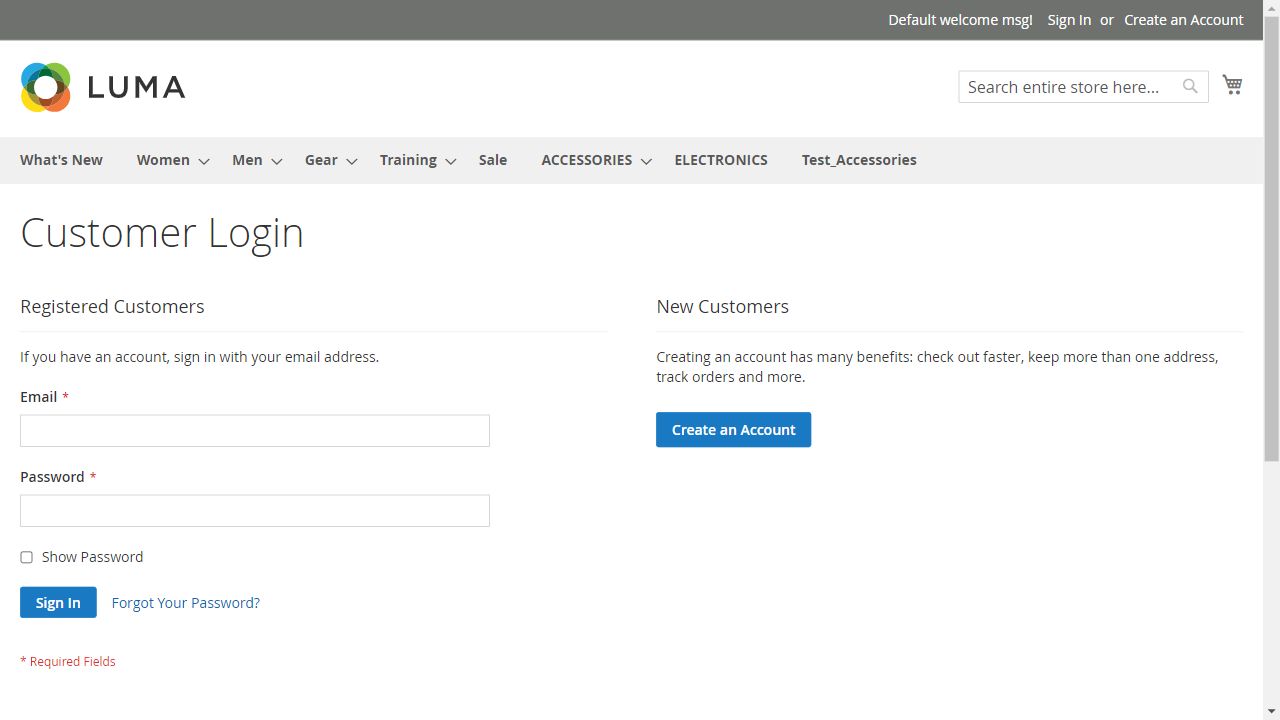 Default welcome msg! Sign In or Create an Account
LUMA
Search entire store here...
What's New Women Men Gear Training Sale ACCESSORIES ELECTRONICS Test_Accessories
Customer Login
Registered Customers
If you have an account, sign in with your email address.
Email *
Password *
Show Password
Sign In Forgot Your Password?
* Required Fields
New Customers
Creating an account has many benefits: check out faster, keep more than one address,
track orders and more.
Create an Account